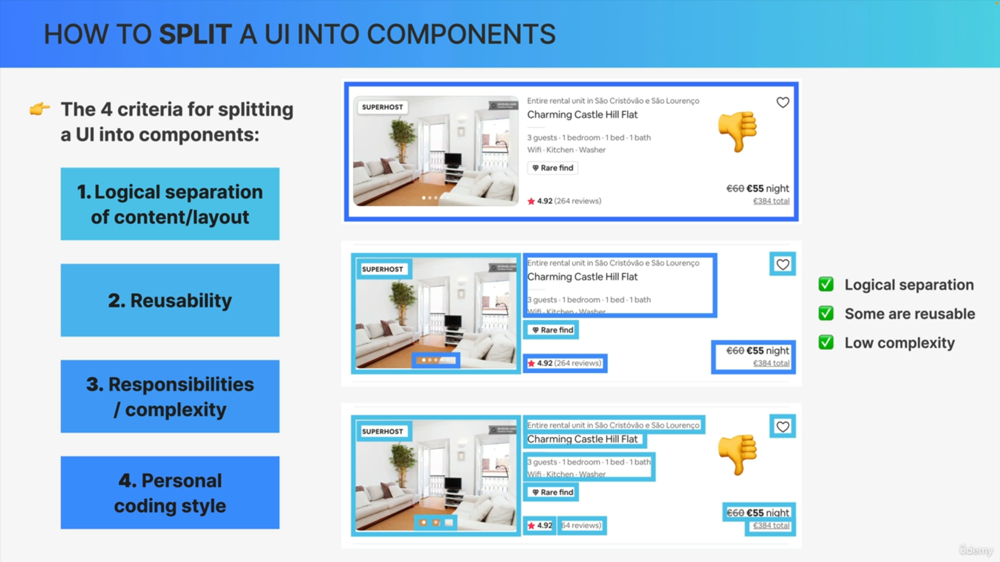 HOW TO SPLIT A UI INTO COMPONENTS
The 4 criteria for splitting
a UI into components:
1. Logical separation
of content/layout
2. Reusability
3. Responsibilities
/ complexity
4. Personal
coding style
SUPERHOST
Airbnb.com
Entire rental unit in São Cristóvão e São Lourenço
Charming Castle Hill Flat
3 guests · 1 bedroom · 1 bed · 1 bath
Wifi · Kitchen · Washer
Rare find
4.92 (264 reviews)
€60 €55 night
€384 total
SUPERHOST
Airbnb.com
Entire rental unit in São Cristóvão e São Lourenço
Charming Castle Hill Flat
3 guests · 1 bedroom · 1 bed · 1 bath
Wifi · Kitchen · Washer
Rare find
4.92 (264 reviews)
€60 €55 night
€384 total
Logical separation
Some are reusable
Low complexity
SUPERHOST
Airbnb.com
Entire rental unit in São Cristóvão e São Lourenço
Charming Castle Hill Flat
3 guests · 1 bedroom · 1 bed · 1 bath
Wifi · Kitchen · Washer
Rare find
4.92 64 reviews)
€60 €55 night
€384 total
ûdemy